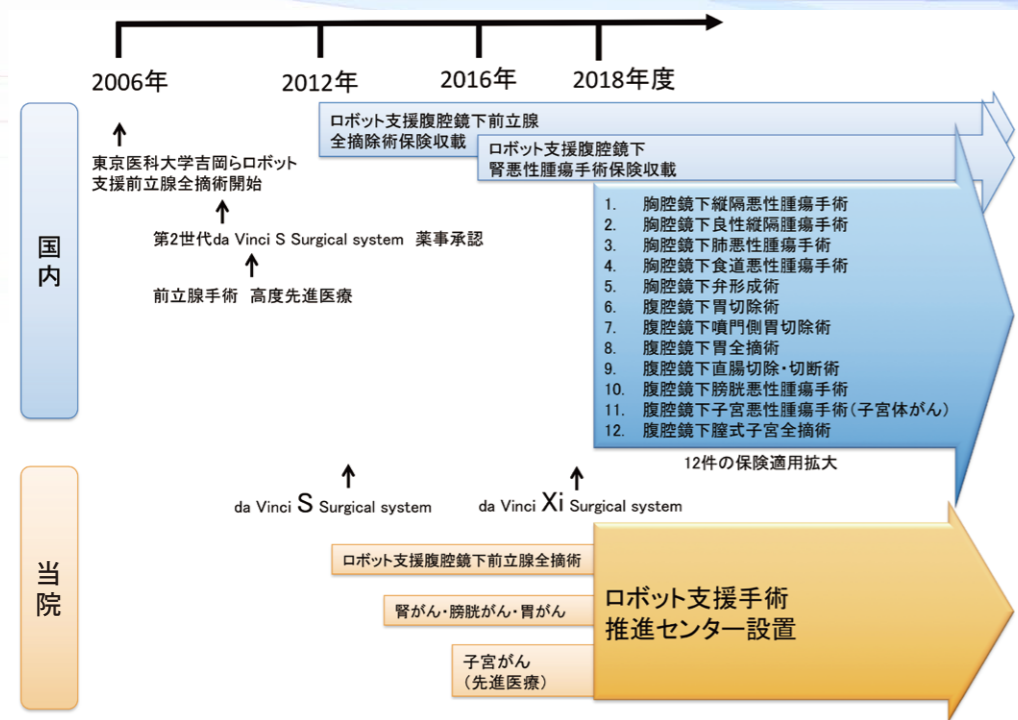 2006年
2012年
2016年
2018年度
国内
東京医科大学吉岡らロボット
支援前立腺全摘術開始
第2世代da Vinci S Surgical system 薬事承認
前立腺手術 高度先進医療
ロボット支援腹腔鏡下前立腺
全摘除術保険収載
ロボット支援腹腔鏡下
腎悪性腫瘍手術保険収載
1. 胸腔鏡下縦隔悪性腫瘍手術
2. 胸腔鏡下良性縦隔腫瘍手術
3. 胸腔鏡下肺悪性腫瘍手術
4. 胸腔鏡下食道悪性腫瘍手術
5. 胸腔鏡下弁形成術
6. 腹腔鏡下胃切除術
7. 腹腔鏡下噴門側胃切除術
8. 腹腔鏡下胃全摘術
9. 腹腔鏡下直腸切除・切断術
10. 腹腔鏡下膀胱悪性腫瘍手術
11. 腹腔鏡下子宮悪性腫瘍手術(子宮体がん)
12. 腹腔鏡下膣式子宮全摘術
12件の保険適用拡大
当院
da Vinci S Surgical system
da Vinci Xi Surgical system
ロボット支援腹腔鏡下前立腺全摘術
腎がん・膀胱がん・胃がん
子宮がん
(先進医療)
ロボット支援手術
推進センター設置